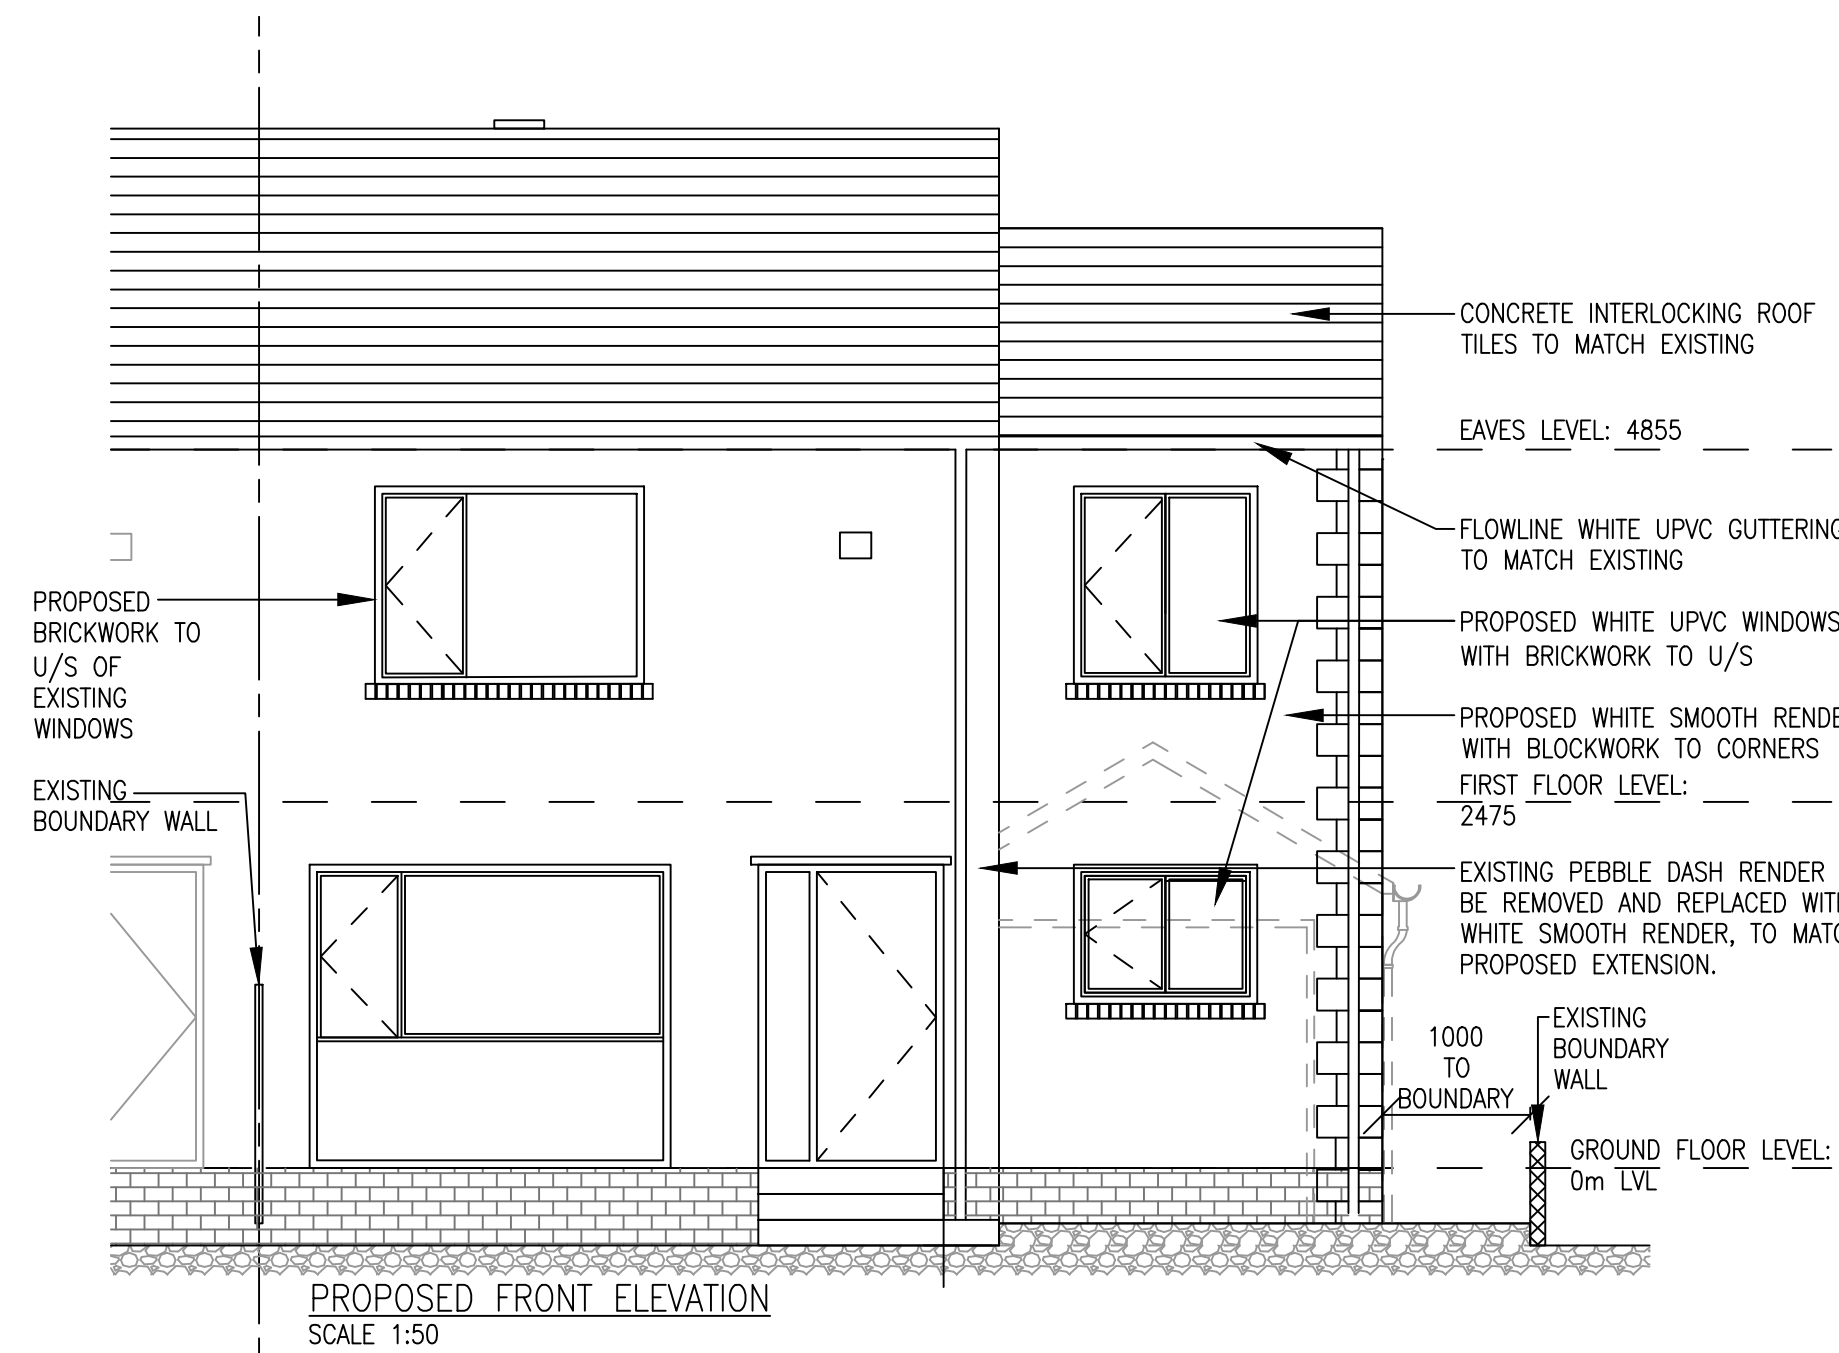 CONCRETE INTERLOCKING ROOF
TILES TO MATCH EXISTING
EAVES LEVEL: 4855
FLOWLINE WHITE UPVC GUTTERING
TO MATCH EXISTING
PROPOSED WHITE UPVC WINDOWS
WITH BRICKWORK TO U/S
PROPOSED WHITE SMOOTH
WITH BLOCKWORK TO CORNERS
FIRST FLOOR LEVEL:
2475
EXISTING PEBBLE DASH RENDER
BE REMOVED AND REPLACED
WHITE SMOOTH RENDER, TO
PROPOSED EXTENSION.
PROPOSED
BRICKWORK TO
U/S OF
EXISTING
WINDOWS
EXISTING
BOUNDARY WALL
1000
TO
BOUNDARY
EXISTING
BOUNDARY
WALL
GROUND FLOOR LEVEL:
0m LVL
PROPOSED FRONT ELEVATION
SCALE 1:50